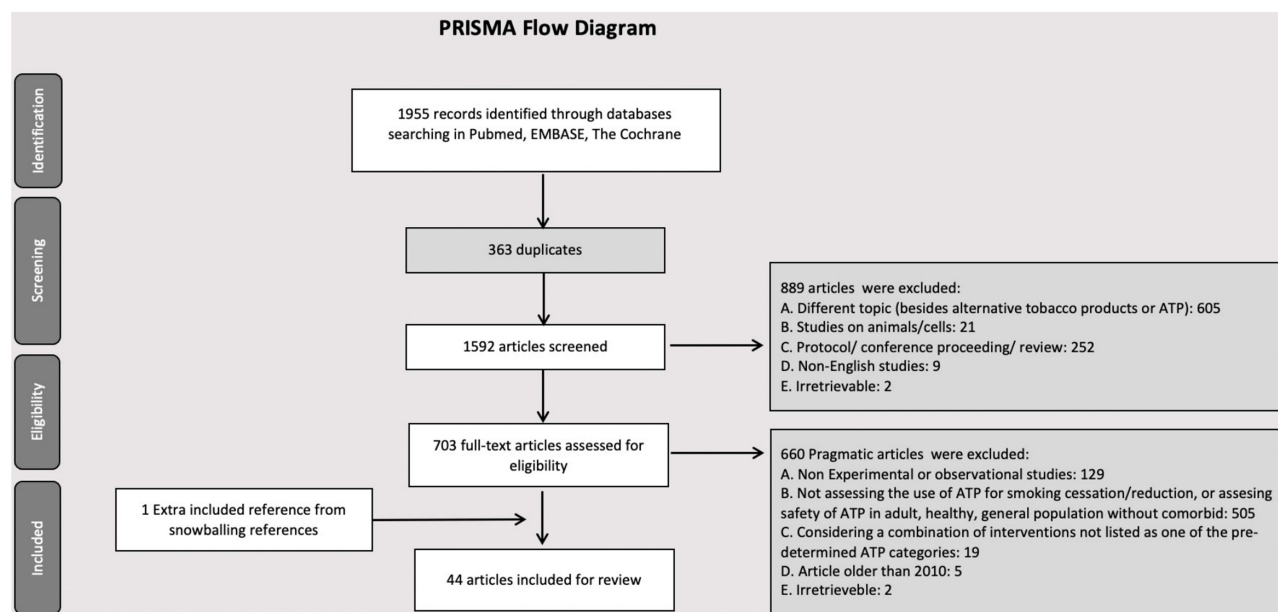 PRISMA Flow Diagram
Identification
1955 records identified through databases
searching in Pubmed, EMBASE, The Cochrane
Screening
363 duplicates
1592 articles screened
889 articles were excluded:
A. Different topic (besides alternative tobacco products or ATP): 605
B. Studies on animals/cells: 21
C. Protocol/ conference proceeding/ review: 252
D. Non-English studies: 9
E. Irretrievable: 2
Eligibility
703 full-text articles assessed for
eligibility
660 Pragmatic articles were excluded:
A. Non Experimental or observational studies: 129
B. Not assessing the use of ATP for smoking cessation/reduction, or assesing
safety of ATP in adult, healthy, general population without comorbid: 505
C. Considering a combination of interventions not listed as one of the pre-
determined ATP categories: 19
D. Article older than 2010: 5
E. Irretrieveble: 2
Included
1 Extra included reference from
snowballing references
44 articles included for review